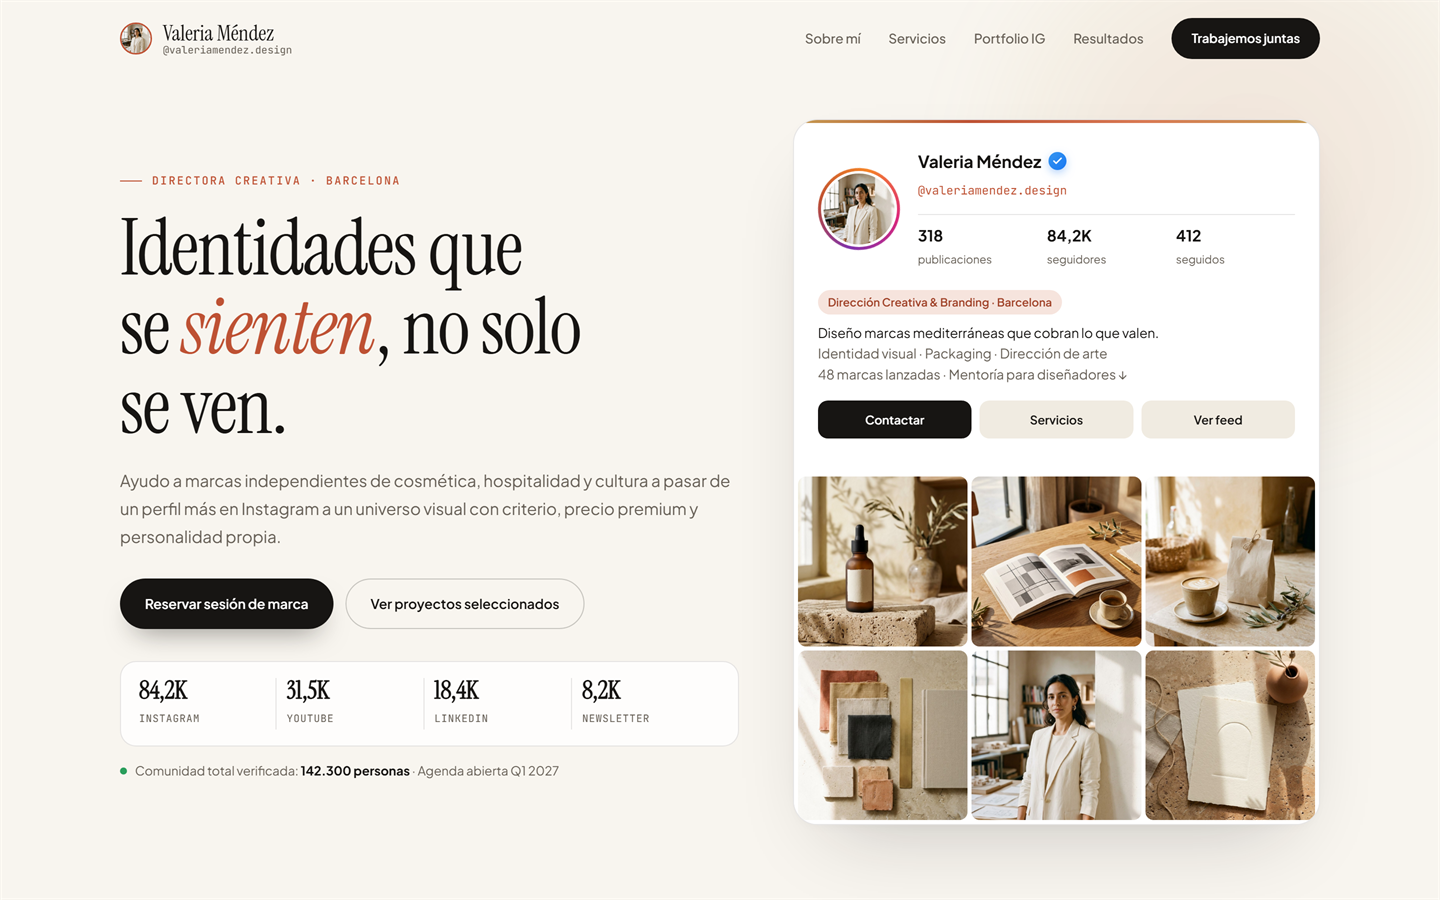 Valeria Méndez
@valeriamendez.design
Sobre mí
Servicios
Portfolio IG
Resultados
Trabajemos juntas
DIRECTORA CREATIVA · BARCELONA
Identidades que
se sienten, no solo
se ven.
Ayudo a marcas independientes de cosmética, hospitalidad y cultura a pasar de
un perfil más en Instagram a un universo visual con criterio, precio premium y
personalidad propia.
Reservar sesión de marca
Ver proyectos seleccionados
84,2K
INSTAGRAM
31,5K
YOUTUBE
18,4K
LINKEDIN
8,2K
NEWSLETTER
Comunidad total verificada: 142.300 personas · Agenda abierta Q1 2027
Valeria Méndez
@valeriamendez.design
318
publicaciones
84,2K
seguidores
412
seguidos
Dirección Creativa & Branding · Barcelona
Diseño marcas mediterráneas que cobran lo que valen.
Identidad visual · Packaging · Dirección de arte
48 marcas lanzadas · Mentoría para diseñadores ↓
Contactar
Servicios
Ver feed